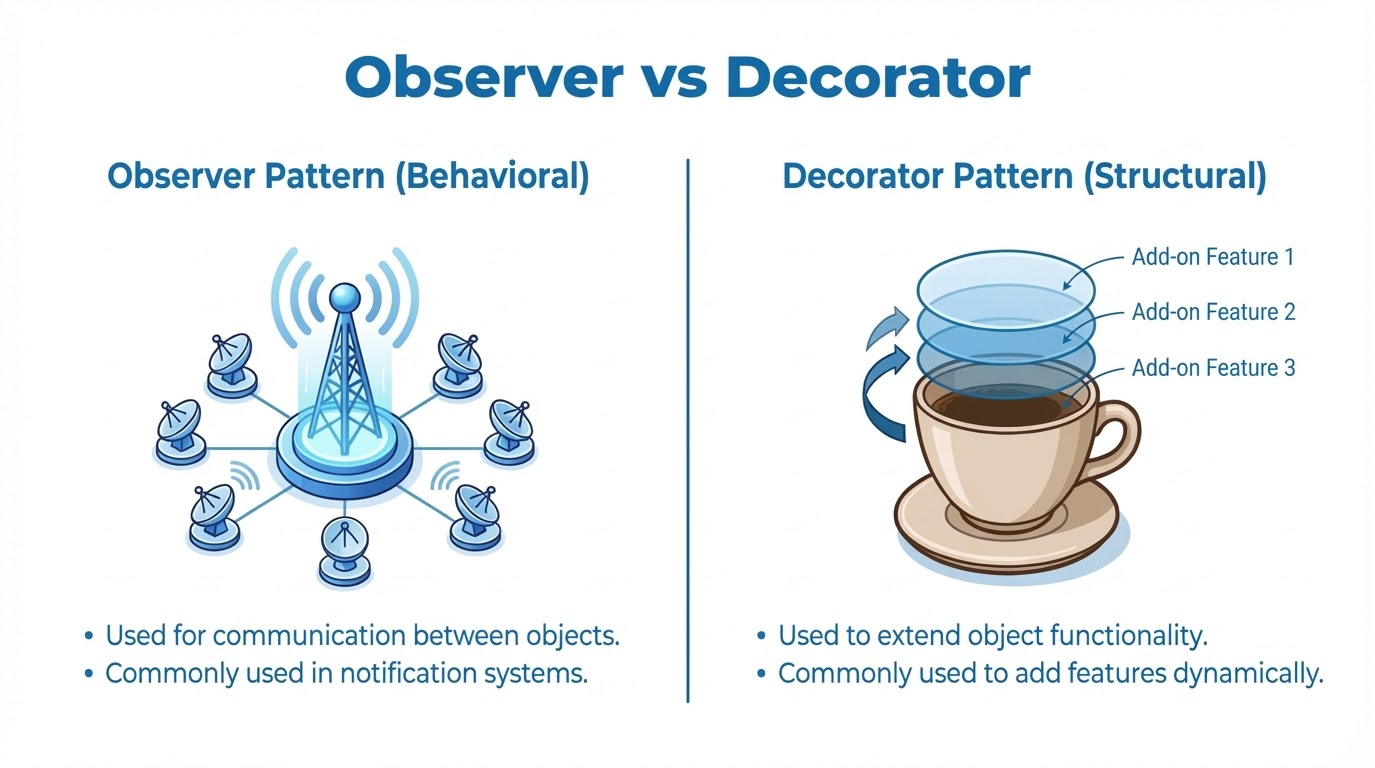 Observer vs Decorator
Observer Pattern (Behavioral)
• Used for communication between objects.
• Commonly used in notification systems.
Decorator Pattern (Structural)
Add-on Feature 1
Add-on Feature 2
Add-on Feature 3
• Used to extend object functionality.
• Commonly used to add features dynamically.